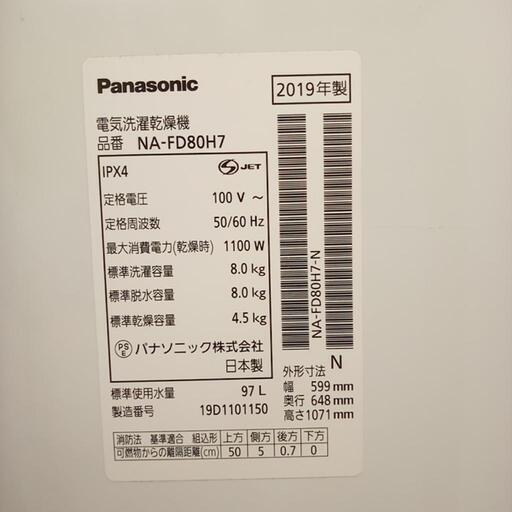 Panasonic
2019年製
電気洗濯乾燥機
品番 NA-FD80H7
IPX4 S JET
定格電圧 100 V ～
定格周波数 50/60 Hz
最大消費電力(乾燥時) 1100 W
標準洗濯容量 8.0 kg
標準脱水容量 8.0 kg
標準乾燥容量 4.5 kg
PSE パナソニック株式会社
日本製
標準使用水量 97 L
製造番号 19D1101150
NA-FD80H7-N
N
外形寸法
幅 599 mm
奥行 648 mm
高さ1071 mm
消防法 基準適合 組込形 上方 側方 後方 下方
可燃物からの離隔距離(cm) 50 5 0.7 0